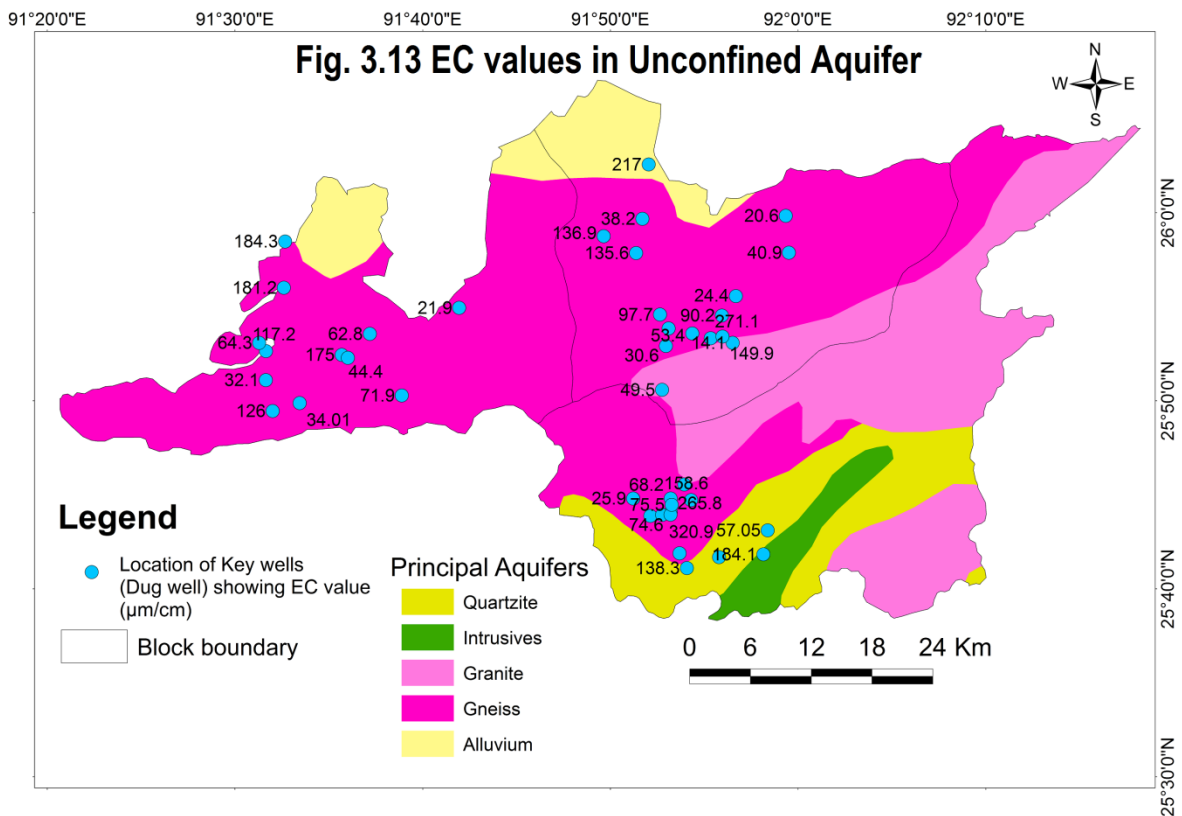 91°20'0"E 91°30'0"E 91°40'0"E 91°50'0"E 92°0'0"E 92°10'0"E
Fig. 3.13 EC values in Unconfined Aquifer
N
W E
S
217
26°0'0"N
38.2
20.6
136.9
184.3
135.6
40.9
181.2
24.4
21.9
97.7
90.2
271.1
117.2
62.8
53.4
64.3
14.1
149.9
30.6
175
44.4
32.1
71.9
49.5
25°50'0"N
126
34.01
68.2
158.6
25.9
75.5
265.8
74.6
320.9
57.05
184.1
138.3
25°40'0"N
25°30'0"N
Legend
Location of Key wells
(Dug well) showing EC value
(µm/cm)
Block boundary
Principal Aquifers
Quartzite
Intrusives
Granite
Gneiss
Alluvium
0 6 12 18 24 Km